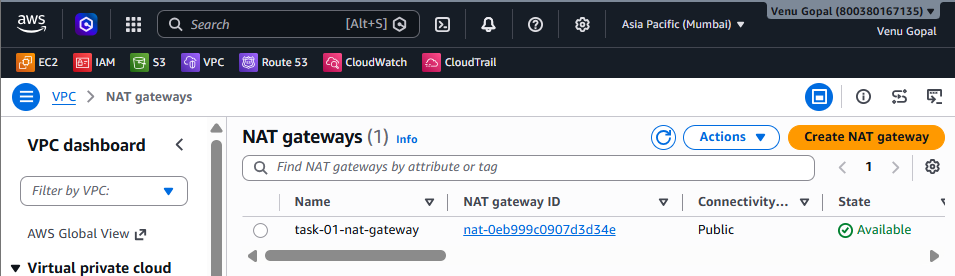 aws Search [Alt+S] Asia Pacific (Mumbai) ▼ Venu Gopal (800380167135) ▼
Venu Gopal
EC2 IAM S3 VPC Route 53 CloudWatch CloudTrail
VPC > NAT gateways
VPC dashboard
Filter by VPC:
AWS Global View
Virtual private cloud
NAT gateways (1) Info Actions Create NAT gateway
Find NAT gateways by attribute or tag 1
Name NAT gateway ID Connectivity... State
task-01-nat-gateway nat-0eb999c0907d3d34e Public Available